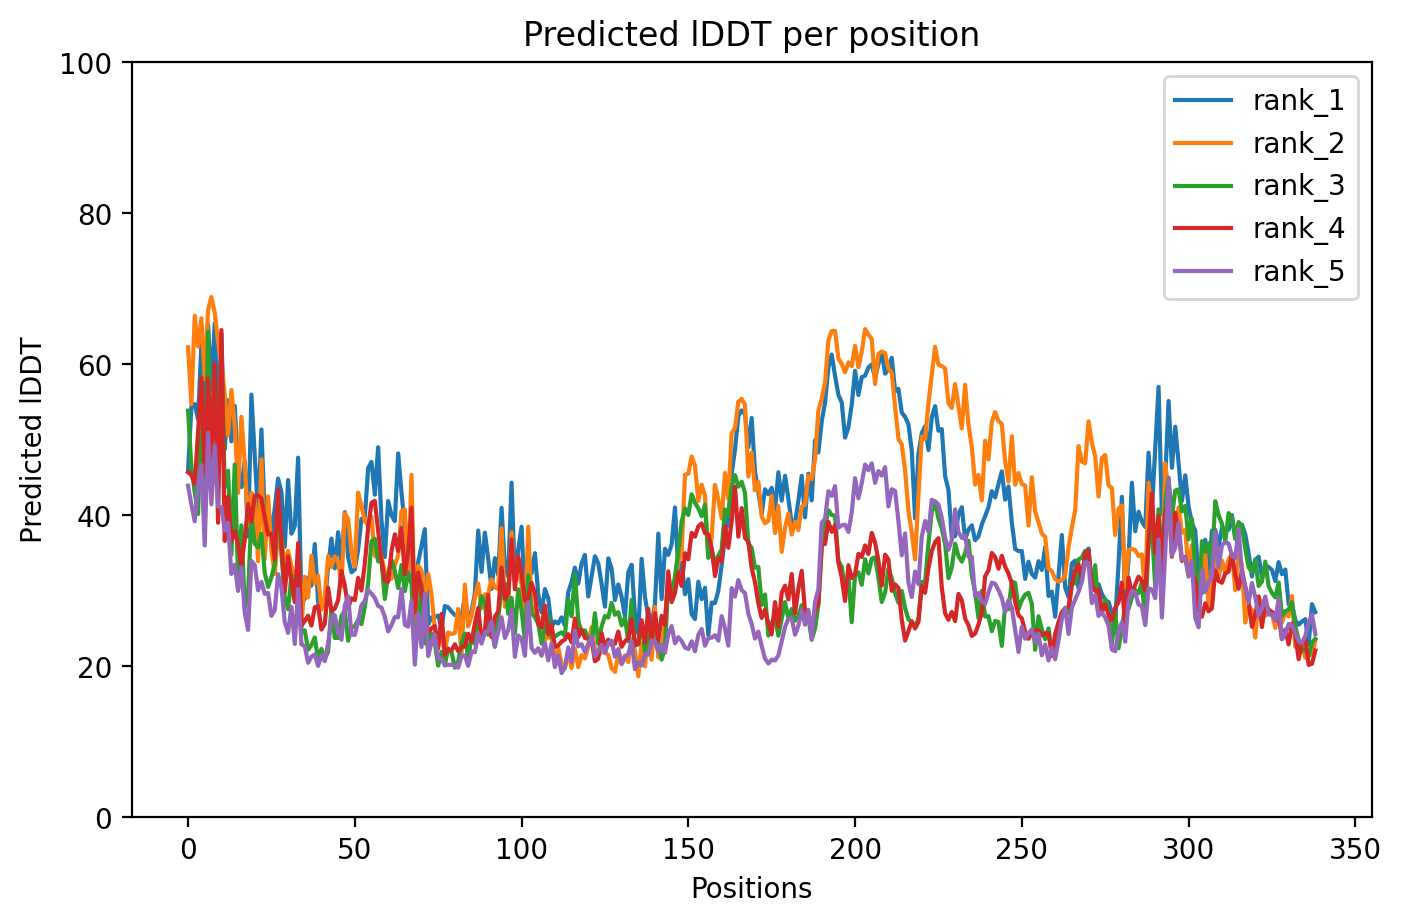 Predicted lDDT per position
100
80
60
40
20
0
Predicted lDDT
0 50 100 150 200 250 300 350
Positions
rank_1
rank_2
rank_3
rank_4
rank_5